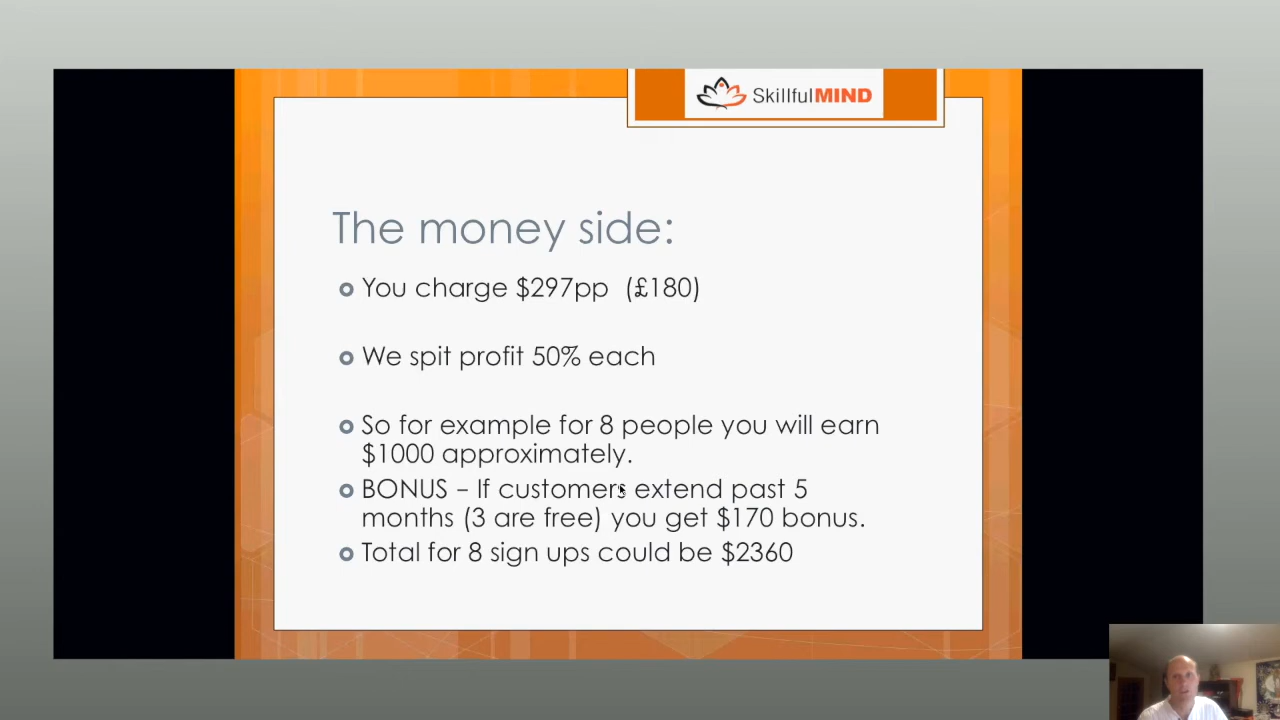 SkillfulMIND
The money side:
You charge $297pp (£180)
We spit profit 50% each
So for example for 8 people you will earn
$1000 approximately.
BONUS – If customers extend past 5
months (3 are free) you get $170 bonus.
Total for 8 sign ups could be $2360